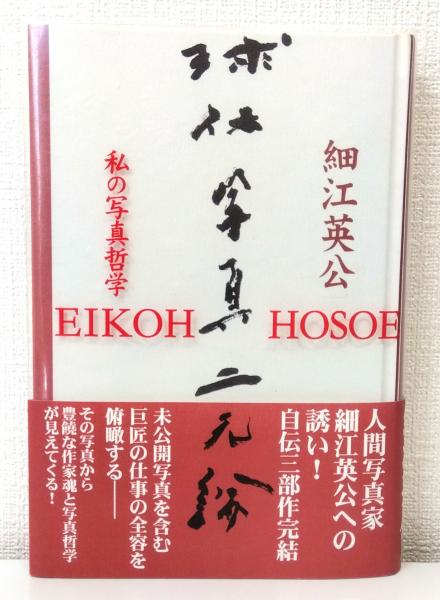 細江英公
球体写真二元論
私の写真哲学
EIKOH HOSOE
人間写真家
細江英公への
誘い！
自伝三部作完結
未公開写真を含む
巨匠の仕事の全容を
俯瞰する――
その写真から
豊饒な作家魂と写真哲学
が見えてくる！